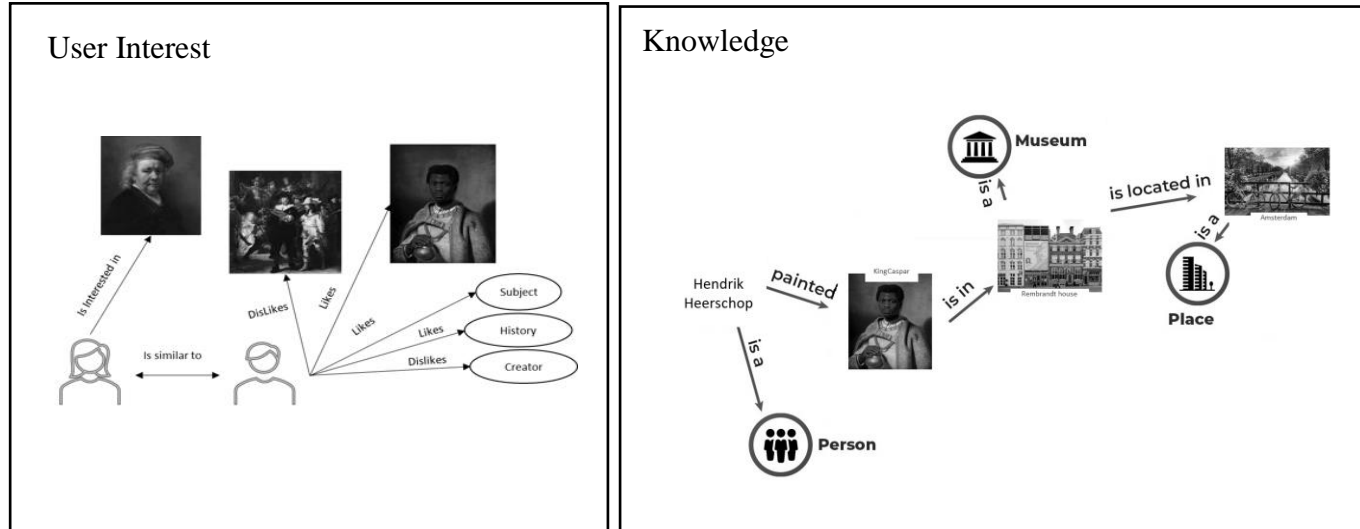 User Interest
Is Interested in
DisLikes
Likes
Likes
Likes
Dislikes
Subject
History
Creator
Is similar to
Knowledge
Museum
is a
is located in
Amsterdam
is a
Place
Rembrandt house
is in
KingCaspar
painted
Hendrik
Heerschop
is a
Person